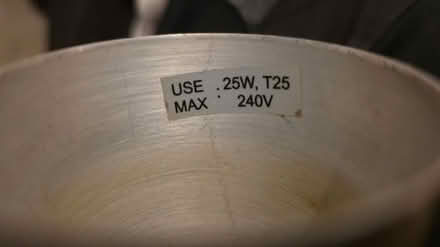 USE : 25W, T25
MAX : 240V